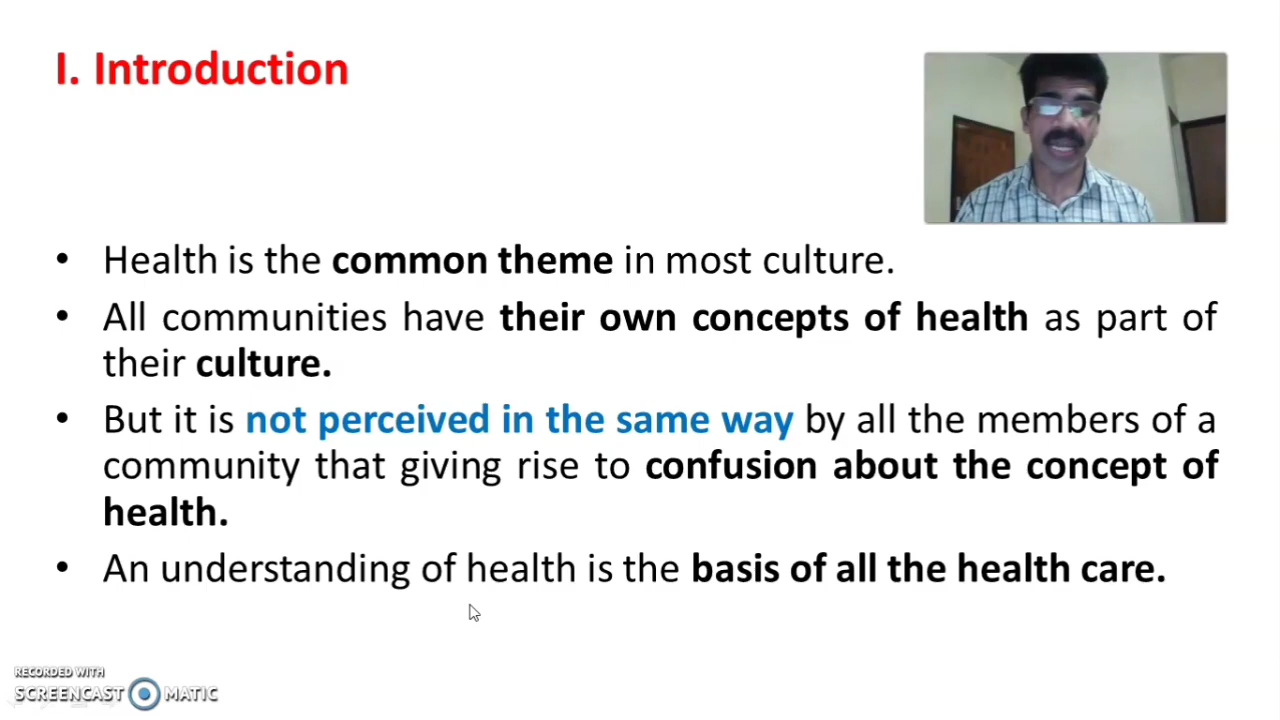 I. Introduction
• Health is the common theme in most culture.
• All communities have their own concepts of health as part of
their culture.
• But it is not perceived in the same way by all the members of a
community that giving rise to confusion about the concept of
health.
• An understanding of health is the basis of all the health care.
RECORDED WITH
SCREENCAST MATIC